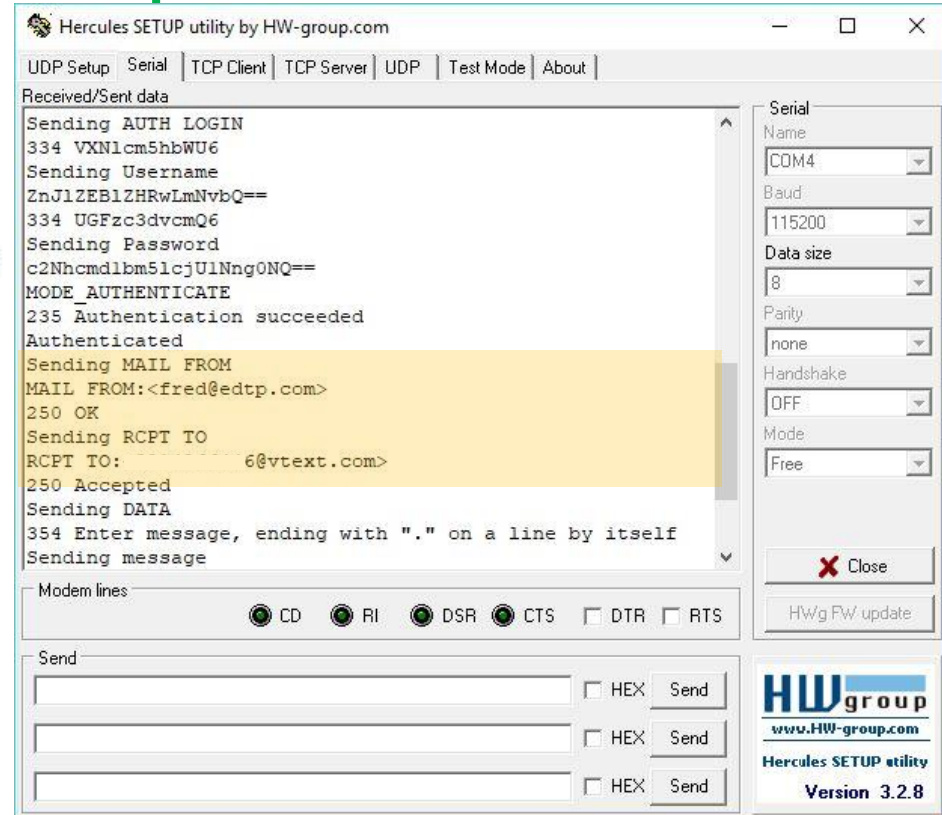 Hercules SETUP utility by HW-group.com
UDP Setup Serial TCP Client TCP Server UDP Test Mode About
Received/Sent data
Sending AUTH LOGIN
334 VXNlcm5hbWU6
Sending Username
ZnJlZEBlZHRwLmNvbQ==
334 UGFzc3dvcmQ6
Sending Password
c2Nhcmdlbm5lcjU1Nng0NQ==
MODE_AUTHENTICATE
235 Authentication succeeded
Authenticated
Sending MAIL FROM
MAIL FROM:<fred@edtp.com>
250 OK
Sending RCPT TO
RCPT TO: 6@vtext.com>
250 Accepted
Sending DATA
354 Enter message, ending with "." on a line by itself
Sending message
Serial
Name
COM4
Baud
115200
Data size
8
Parity
none
Handshake
OFF
Mode
Free
Close
HWg FW update
Modem lines
CD RI DSR CTS DTR RTS
Send
HEX Send
HEX Send
HEX Send
HWgroup
www.HW-group.com
Hercules SETUP utility
Version 3.2.8